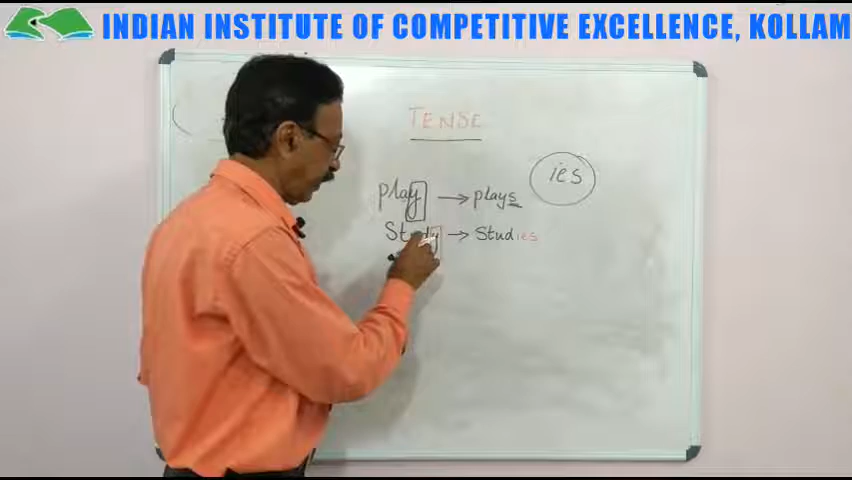 INDIAN INSTITUTE OF COMPETITIVE EXCELLENCE, KOLLAM
TENSE
play → plays
ies
Study → Studies